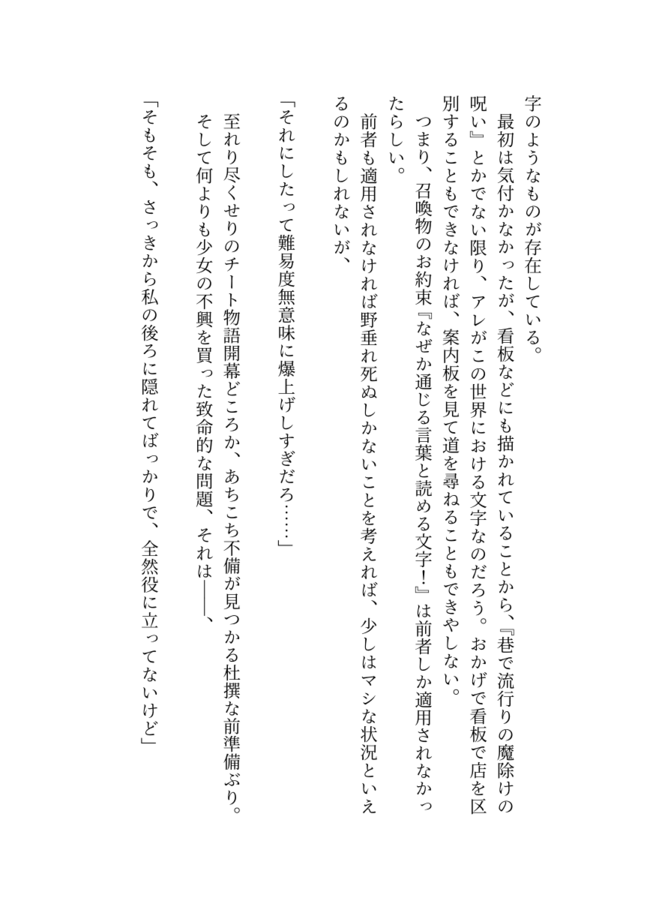 字のようなものが存在している。
最初は気付かなかったが、看板などにも描かれていることから、『巷で流行りの魔除けの
呪い』とかでない限り、アレがこの世界における文字なのだろう。おかげで看板で店を区
別することもできなければ、案内板を見て道を尋ねることもできやしない。
つまり、召喚物のお約束『なぜか通じる言葉と読める文字！』は前者しか適用されなかっ
たらしい。
前者も適用されなければ野垂れ死ぬしかないことを考えれば、少しはマシな状況といえ
るのかもしれないが、
「それにしたって難易度無意味に爆上げしすぎだろ……」
至れり尽くせりのチート物語開幕どころか、あちこち不備が見つかる杜撰な前準備ぶり。
そして何よりも少女の不興を買った致命的な問題、それは――、
「そもそも、さっきから私の後ろに隠れてばっかりで、全然役に立ってないけど」